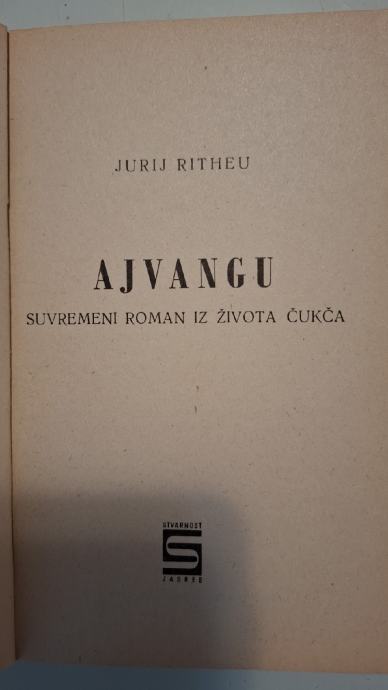 JURIJ RITHEU
AJVANGU
SUVREMENI ROMAN IZ ŽIVOTA ČUKČA
STVARNOST
S
ZAGREB